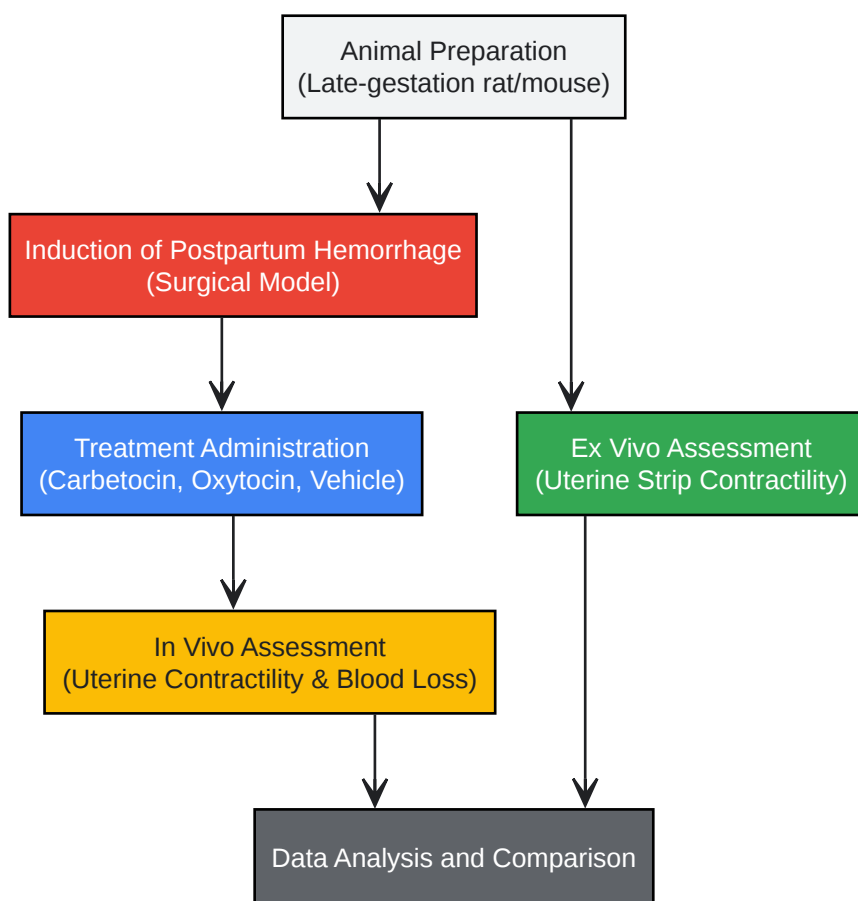 Animal Preparation
(Late-gestation rat/mouse)
Induction of Postpartum Hemorrhage
(Surgical Model)
Treatment Administration
(Carbetocin, Oxytocin, Vehicle)
Ex Vivo Assessment
(Uterine Strip Contractility)
In Vivo Assessment
(Uterine Contractility & Blood Loss)
Data Analysis and Comparison